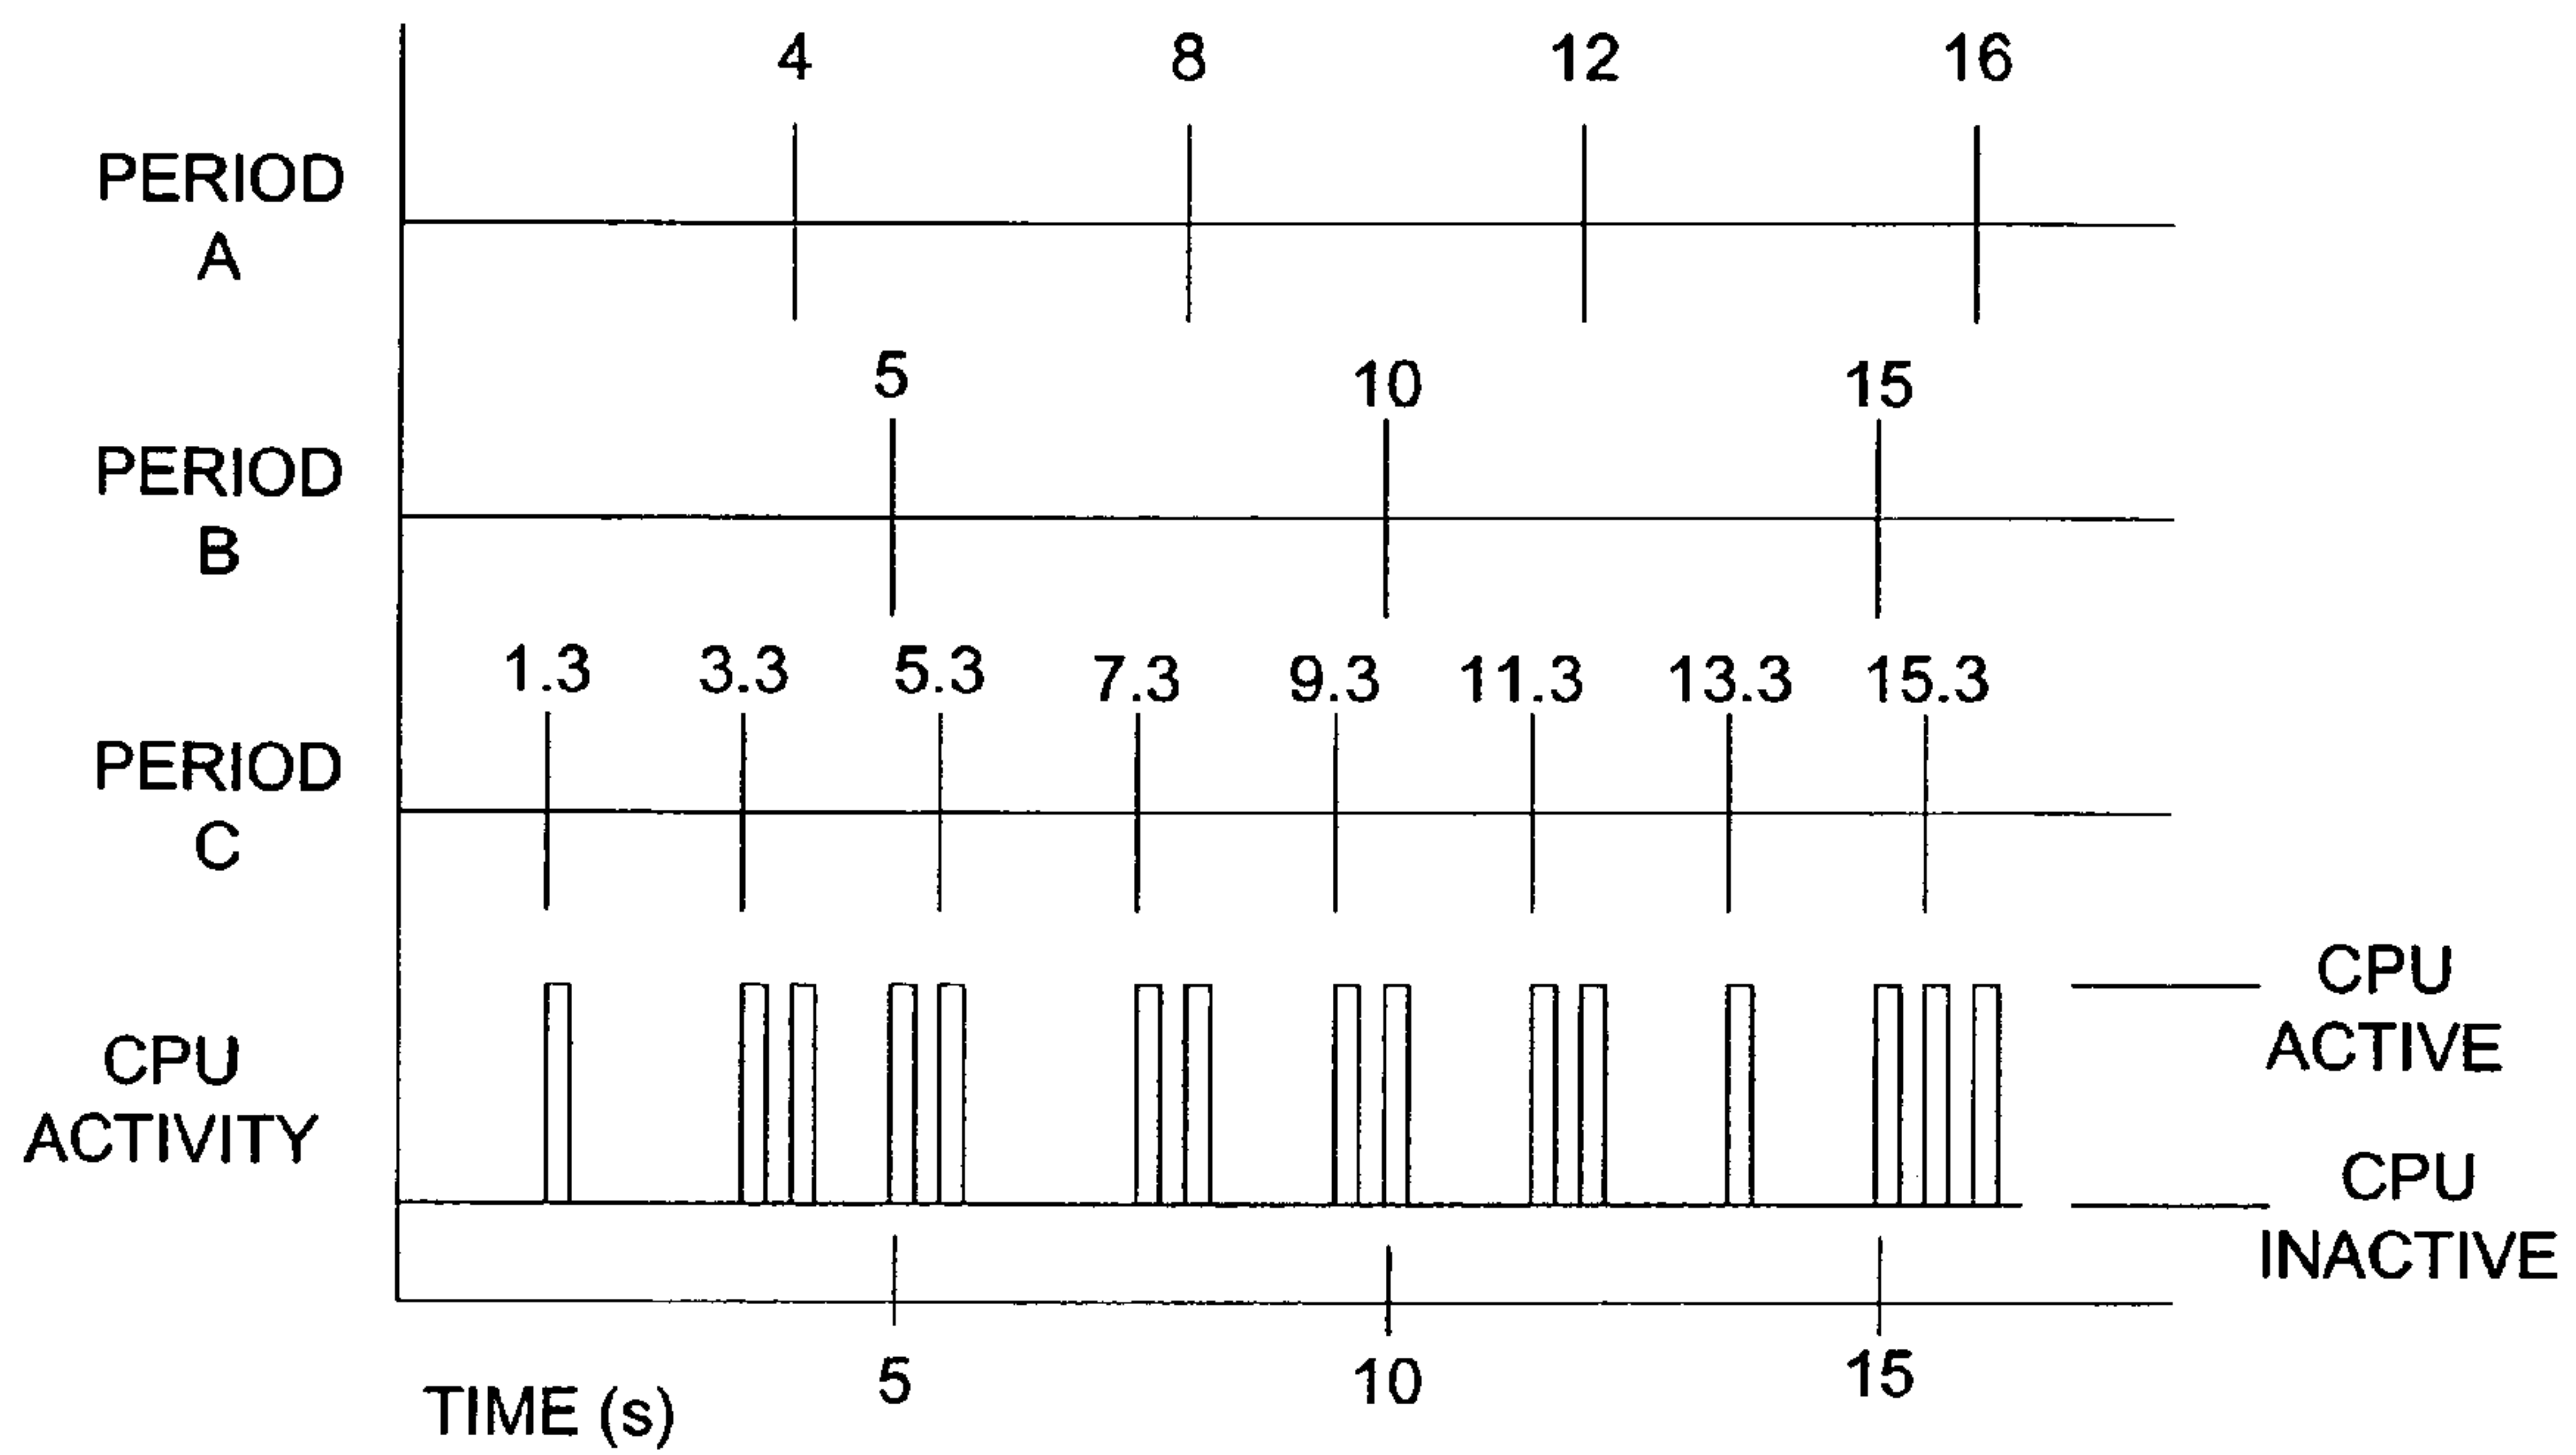 4 8 12 16
PERIOD
A
5 10 15
PERIOD
B
1.3 3.3 5.3 7.3 9.3 11.3 13.3 15.3
PERIOD
C
CPU
ACTIVE
CPU
ACTIVITY
CPU
INACTIVE
5 10 15
TIME (s)